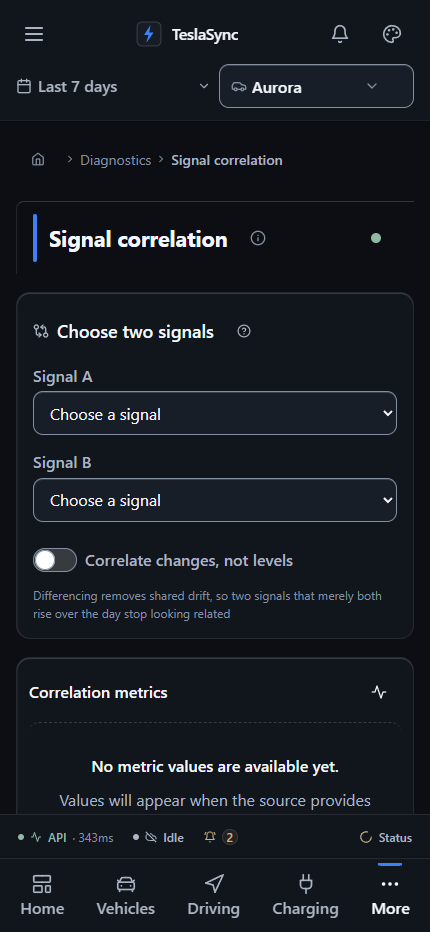 TeslaSync
Last 7 days
Aurora
Diagnostics
Signal correlation
Signal correlation
Choose two signals
Signal A
Choose a signal
Signal B
Choose a signal
Correlate changes, not levels
Differencing removes shared drift, so two signals that merely both
rise over the day stop looking related
Correlation metrics
No metric values are available yet.
Values will appear when the source provides
API · 343ms
Idle
2
Status
Home
Vehicles
Driving
Charging
More